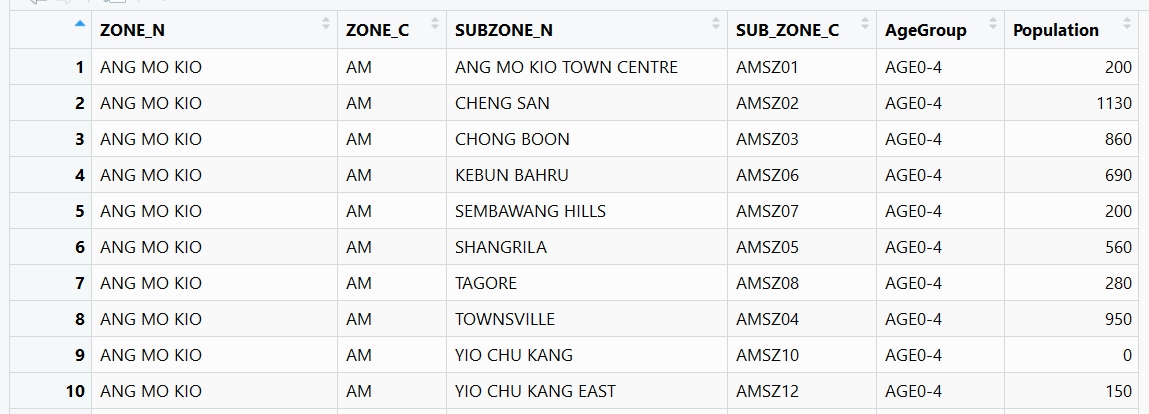 ZONE_N ZONE_C SUBZONE_N SUB_ZONE_C AgeGroup Population
1 ANG MO KIO AM ANG MO KIO TOWN CENTRE AMSZ01 AGE0-4 200
2 ANG MO KIO AM CHENG SAN AMSZ02 AGE0-4 1130
3 ANG MO KIO AM CHONG BOON AMSZ03 AGE0-4 860
4 ANG MO KIO AM KEBUN BAHRU AMSZ06 AGE0-4 690
5 ANG MO KIO AM SEMBAWANG HILLS AMSZ07 AGE0-4 200
6 ANG MO KIO AM SHANGRILA AMSZ05 AGE0-4 560
7 ANG MO KIO AM TAGORE AMSZ08 AGE0-4 280
8 ANG MO KIO AM TOWNSVILLE AMSZ04 AGE0-4 950
9 ANG MO KIO AM YIO CHU KANG AMSZ10 AGE0-4 0
10 ANG MO KIO AM YIO CHU KANG EAST AMSZ12 AGE0-4 150